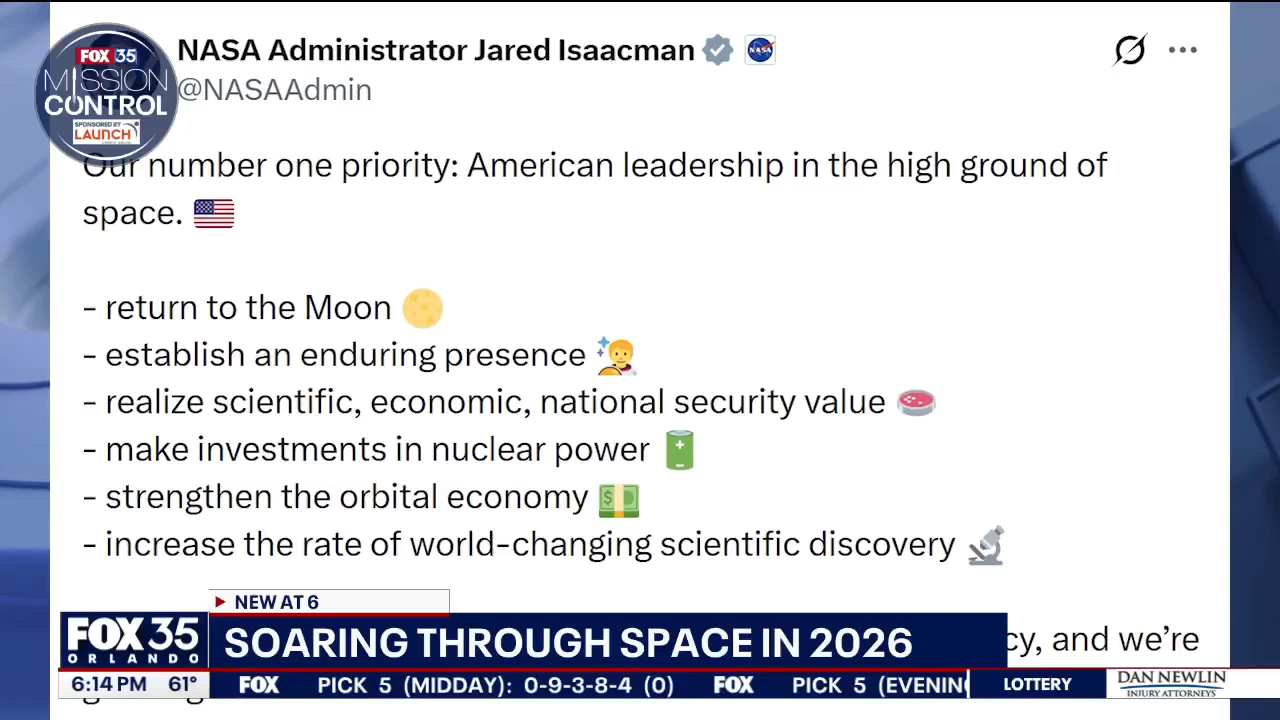 NASA Administrator Jared Isaacman
NASA
@NASAAdmin
FOX 35
MISSION
CONTROL
SPONSORED BY
LAUNCH
CREDIT UNION
Our number one priority: American leadership in the high ground of
space.
- return to the Moon
- establish an enduring presence
- realize scientific, economic, national security value
- make investments in nuclear power
- strengthen the orbital economy
- increase the rate of world-changing scientific discovery
cy, and we’re
NEW AT 6
FOX 35
ORLANDO
SOARING THROUGH SPACE IN 2026
6:14 PM 61° FOX PICK 5 (MIDDAY): 0-9-3-8-4 (0) FOX PICK 5 (EVENIN LOTTERY
DAN NEWLIN
INJURY ATTORNEYS